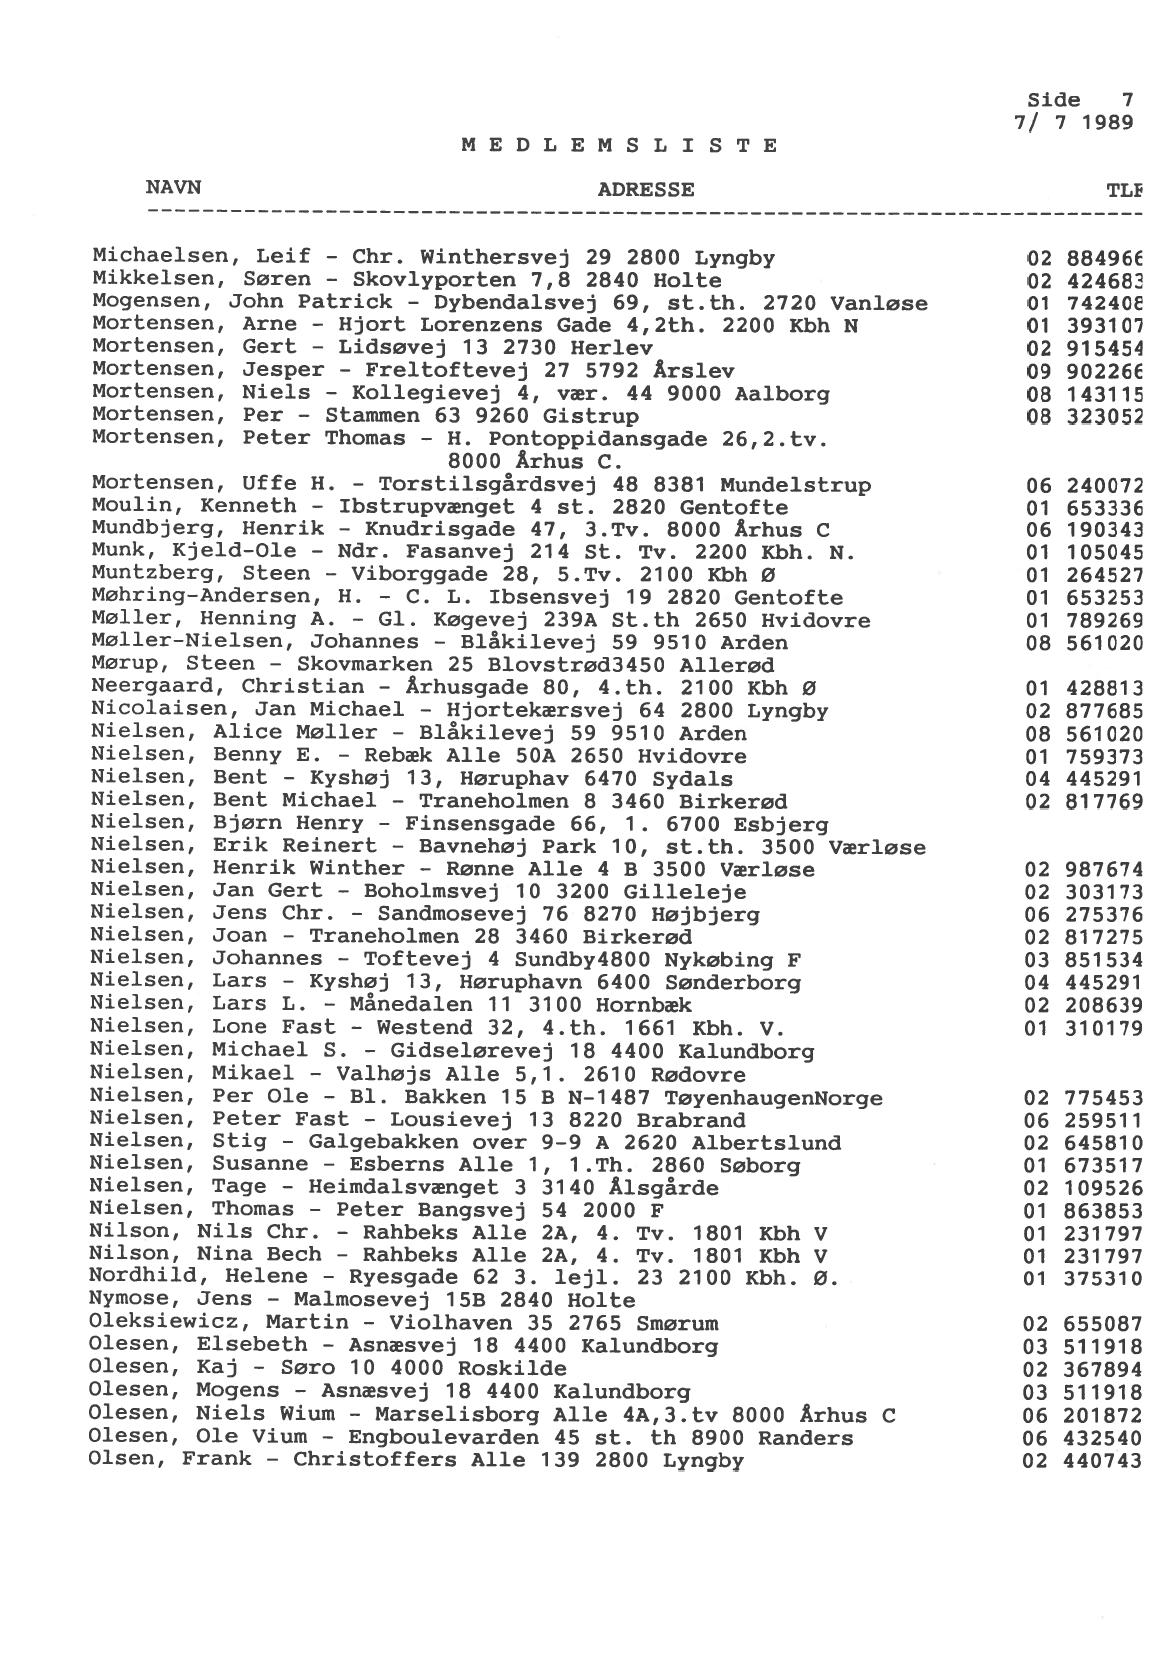 Side 7
7/ 7 1989
M E D L E M S L I S T E
NAVN ADRESSE TLF
Michaelsen, Leif - Chr. Winthersvej 29 2800 Lyngby 02 884966
Mikkelsen, Søren - Skovlyporten 7,8 2840 Holte 02 424683
Mogensen, John Patrick - Dybendalsvej 69, st.th. 2720 Vanløse 01 742408
Mortensen, Arne - Hjort Lorenzens Gade 4,2th. 2200 Kbh N 01 393107
Mortensen, Gert - Lidsøvej 13 2730 Herlev 02 915454
Mortensen, Jesper - Freltoftevej 27 5792 Årslev 09 902266
Mortensen, Niels - Kollegievej 4, vær. 44 9000 Aalborg 08 143115
Mortensen, Per - Stammen 63 9260 Gistrup 08 323052
Mortensen, Peter Thomas - H. Pontoppidansgade 26,2.tv.
8000 Århus C.
Mortensen, Uffe H. - Torstilsgårdsvej 48 8381 Mundelstrup 06 240072
Moulin, Kenneth - Ibstrupvænget 4 st. 2820 Gentofte 01 653336
Mundbjerg, Henrik - Knudrisgade 47, 3.Tv. 8000 Århus C 06 190343
Munk, Kjeld-Ole - Ndr. Fasanvej 214 St. Tv. 2200 Kbh. N. 01 105045
Muntzberg, Steen - Viborggade 28, 5.Tv. 2100 Kbh Ø 01 264527
Møhring-Andersen, H. - C. L. Ibsensvej 19 2820 Gentofte 01 653253
Møller, Henning A. - Gl. Køgevej 239A St.th 2650 Hvidovre 01 789269
Møller-Nielsen, Johannes - Blåkilevej 59 9510 Arden 08 561020
Mørup, Steen - Skovmarken 25 Blovstrød3450 Allerød
Neergaard, Christian - Århusgade 80, 4.th. 2100 Kbh Ø 01 428813
Nicolaisen, Jan Michael - Hjortekærsvej 64 2800 Lyngby 02 877685
Nielsen, Alice Møller - Blåkilevej 59 9510 Arden 08 561020
Nielsen, Benny E. - Rebæk Alle 50A 2650 Hvidovre 01 759373
Nielsen, Bent - Kyshøj 13, Høruphav 6470 Sydals 04 445291
Nielsen, Bent Michael - Traneholmen 8 3460 Birkerød 02 817769
Nielsen, Bjørn Henry - Finsensgade 66, 1. 6700 Esbjerg
Nielsen, Erik Reinert - Bavnehøj Park 10, st.th. 3500 Værløse
Nielsen, Henrik Winther - Rønne Alle 4 B 3500 Værløse 02 987674
Nielsen, Jan Gert - Boholmsvej 10 3200 Gilleleje 02 303173
Nielsen, Jens Chr. - Sandmosevej 76 8270 Højbjerg 06 275376
Nielsen, Joan - Traneholmen 28 3460 Birkerød 02 817275
Nielsen, Johannes - Toftevej 4 Sundby4800 Nykøbing F 03 851534
Nielsen, Lars - Kyshøj 13, Høruphavn 6400 Sønderborg 04 445291
Nielsen, Lars L. - Månedalen 11 3100 Hornbæk 02 208639
Nielsen, Lone Fast - Westend 32, 4.th. 1661 Kbh. V. 01 310179
Nielsen, Michael S. - Gidselørevej 18 4400 Kalundborg
Nielsen, Mikael - Valhøjs Alle 5,1. 2610 Rødovre
Nielsen, Per Ole - Bl. Bakken 15 B N-1487 TøyenhaugenNorge 02 775453
Nielsen, Peter Fast - Lousievej 13 8220 Brabrand 06 259511
Nielsen, Stig - Galgebakken over 9-9 A 2620 Albertslund 02 645810
Nielsen, Susanne - Esberns Alle 1, 1.Th. 2860 Søborg 01 673517
Nielsen, Tage - Heimdalsvænget 3 3140 Ålsgårde 02 109526
Nielsen, Thomas - Peter Bangsvej 54 2000 F 01 863853
Nilson, Nils Chr. - Rahbeks Alle 2A, 4. Tv. 1801 Kbh V 01 231797
Nilson, Nina Bech - Rahbeks Alle 2A, 4. Tv. 1801 Kbh V 01 231797
Nordhild, Helene - Ryesgade 62 3. lejl. 23 2100 Kbh. Ø. 01 375310
Nymose, Jens - Malmosevej 15B 2840 Holte
Oleksiewicz, Martin - Violhaven 35 2765 Smørum 02 655087
Olesen, Elsebeth - Asnæsvej 18 4400 Kalundborg 03 511918
Olesen, Kaj - Søro 10 4000 Roskilde 02 367894
Olesen, Mogens - Asnæsvej 18 4400 Kalundborg 03 511918
Olesen, Niels Wium - Marselisborg Alle 4A,3.tv 8000 Århus C 06 201872
Olesen, Ole Vium - Engboulevarden 45 st. th 8900 Randers 06 432540
Olsen, Frank - Christoffers Alle 139 2800 Lyngby 02 440743